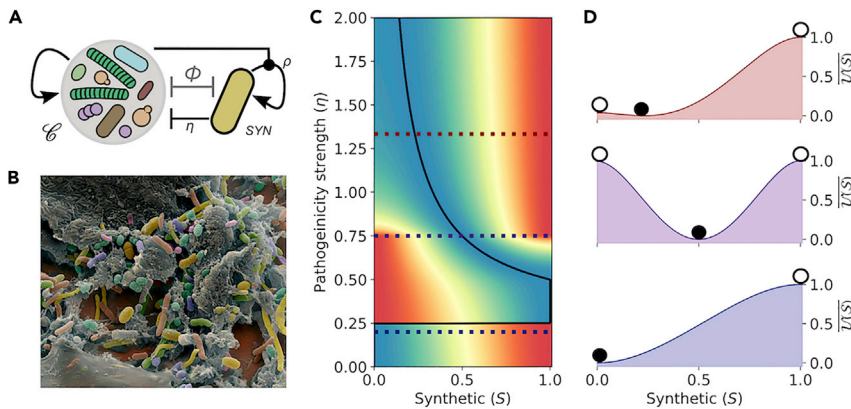 A
𝒞
Φ
η
ρ
SYN
B
C
Pathogeinicity strength (η)
2.00
1.75
1.50
1.25
1.00
0.75
0.50
0.25
0.00
0.0
0.5
1.0
Synthetic (S)
D
1.0
0.5
0.0
V(S)
1.0
0.5
0.0
V(S)
1.0
0.5
0.0
V(S)
0.0
0.5
1.0
Synthetic (S)